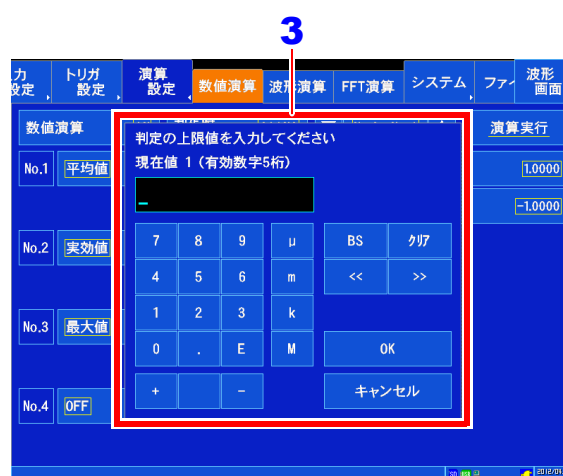 3
力
設定
トリガ
設定
演算
設定
数値演算
波形演算
FFT演算
システム
ファイ
波形
画面
数値演算
演算実行
No.1
平均値
1.0000
-1.0000
No.2
実効値
No.3
最大値
No.4
OFF
判定の上限値を入力してください
現在値 1 (有効数字5桁)
7 8 9 μ BS クリア
4 5 6 m << >>
1 2 3 k
0 . E M OK
+ - キャンセル